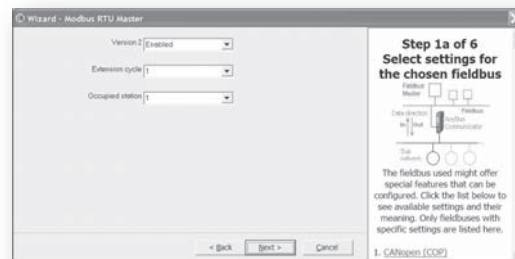 Wizard - Modbus RTU Master
Version 2 Enabled
Extension cycle 1
Occupied station 1
< Back Next > Cancel
Step 1a of 6
Select settings for
the chosen fieldbus
Fieldbus
Master
Fieldbus
Data direction
In Out
Anybus
Communicator
Sub
network
The fieldbus used might offer
special features that can be
configured. Click the list below to
see available settings and their
meaning. Only fieldbuses with
specific settings are listed here.
1. CANopen (COP)